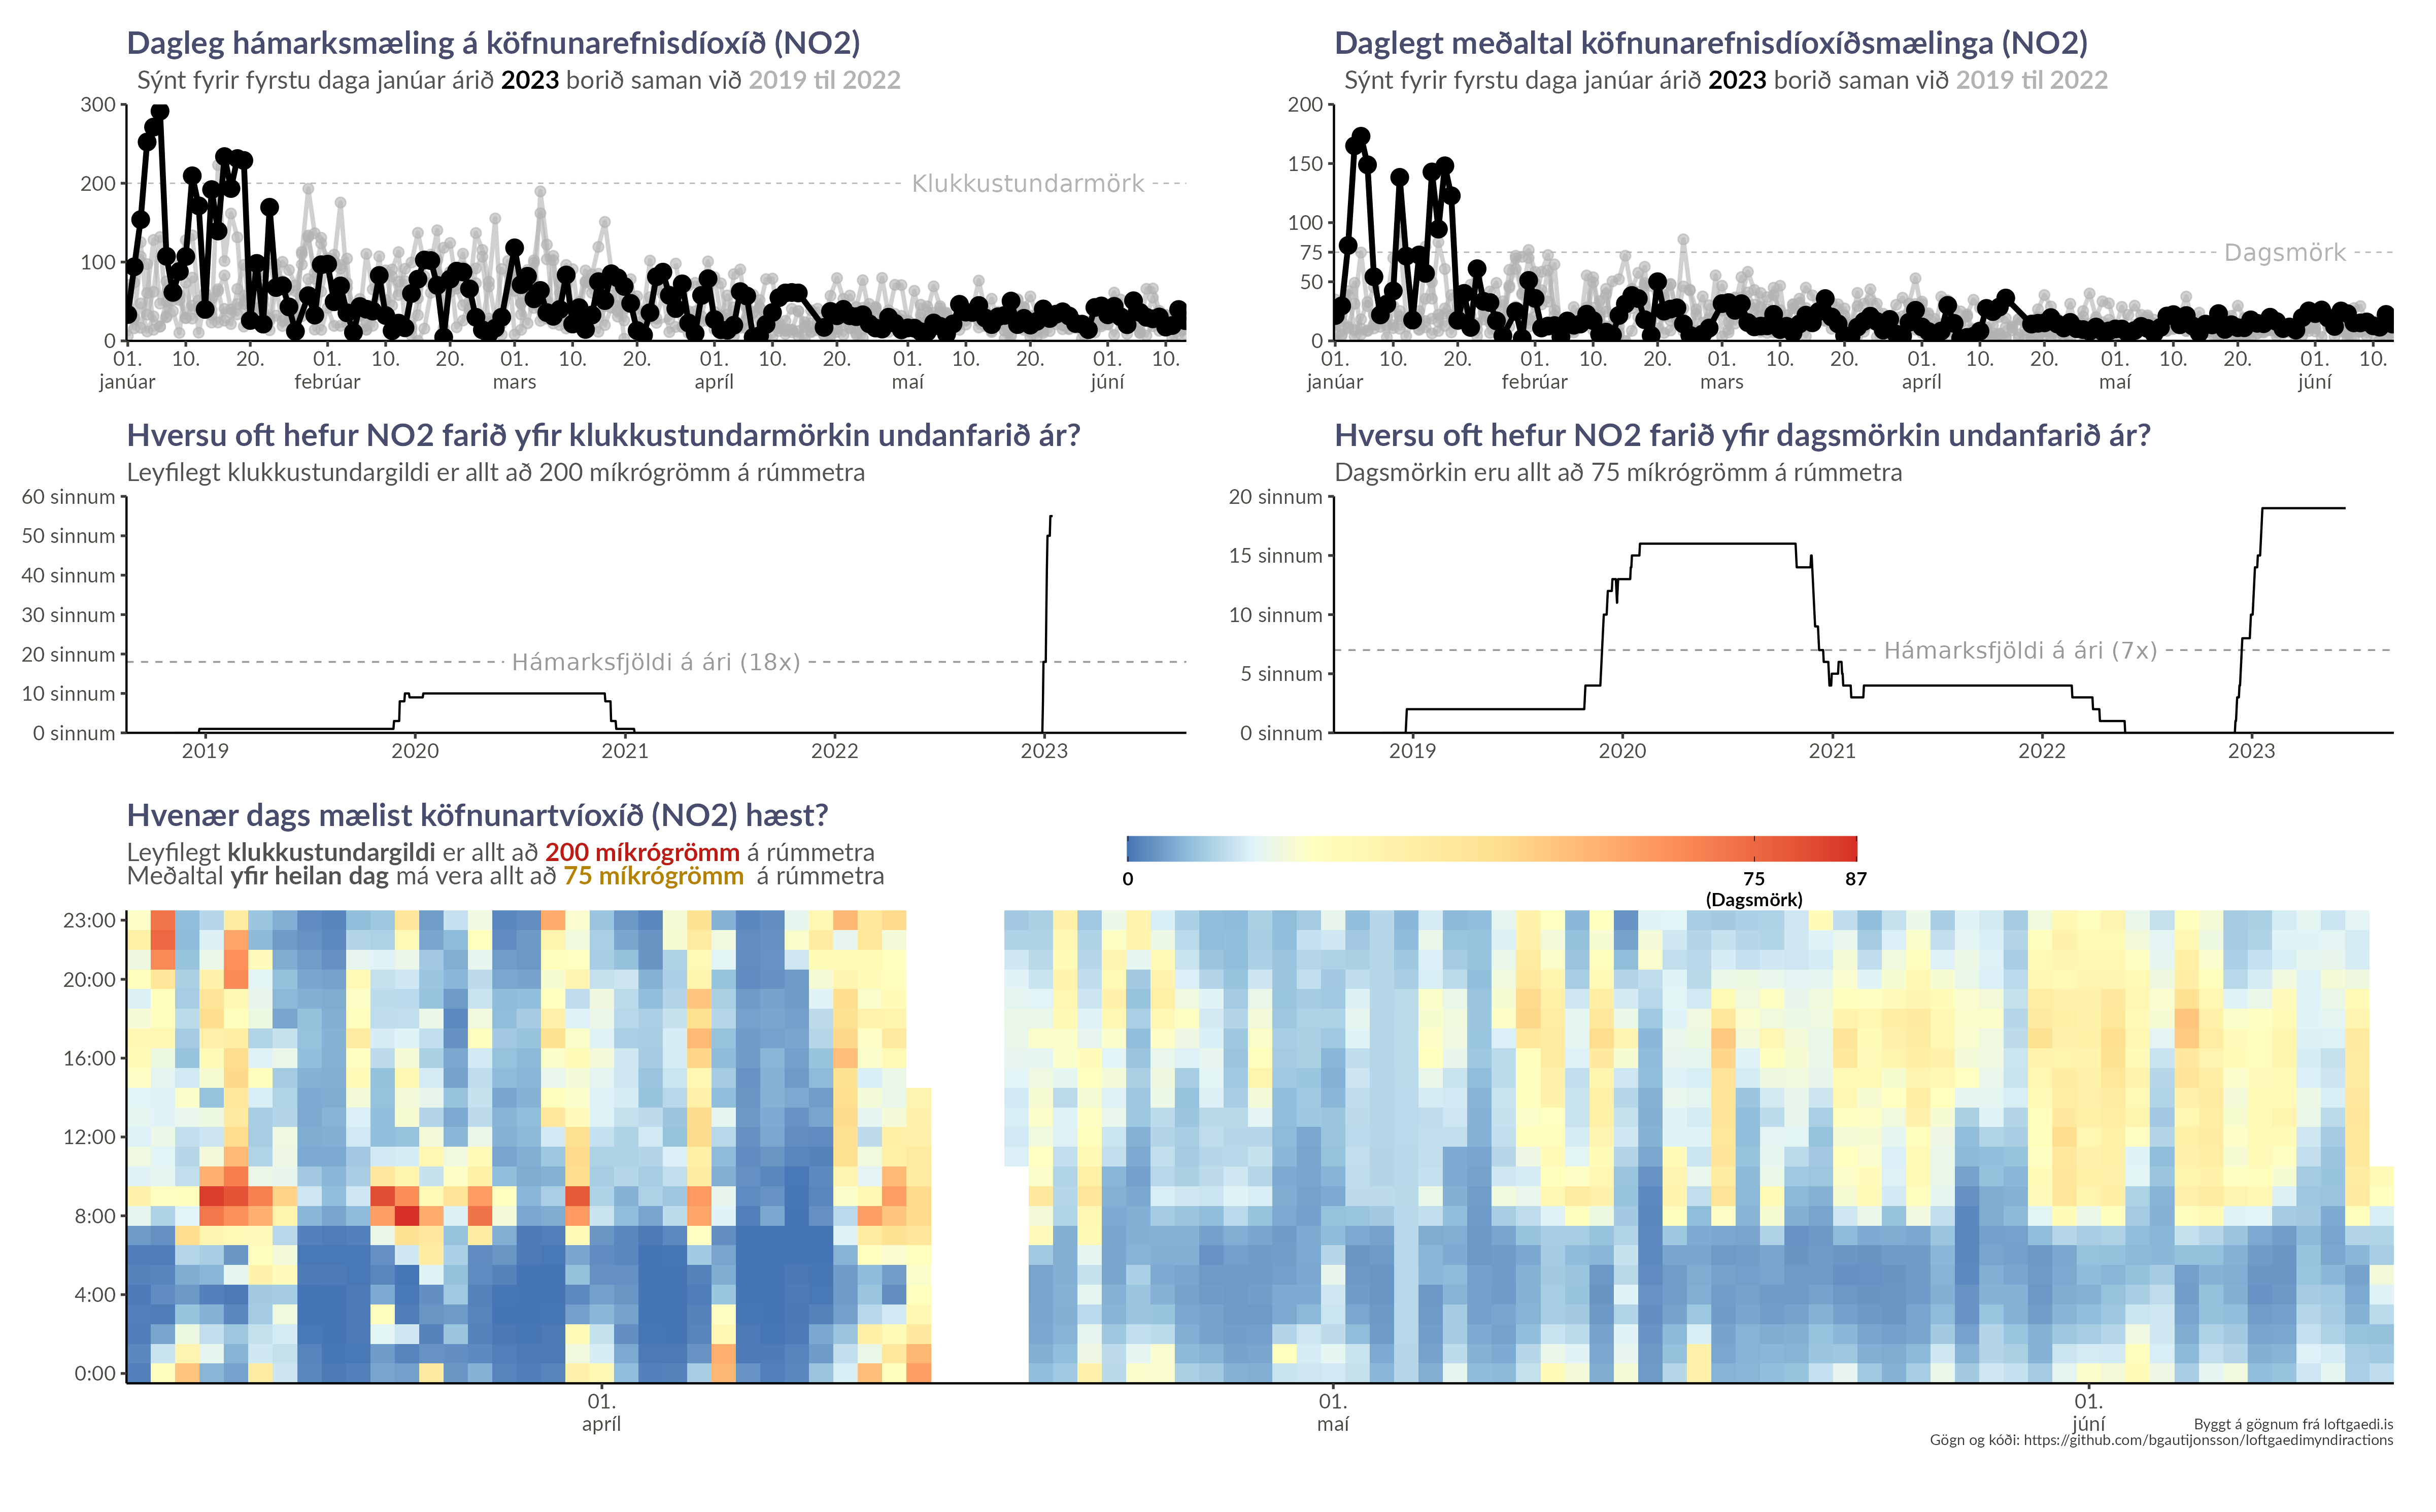 Dagleg hámarksmæling á köfnunarefnisdíoxíð (NO2)
Sýnt fyrir fyrstu daga janúar árið 2023 borið saman við 2019 til 2022
300
200
100
0
Klukkustundarmörk
01. 10. 20. 01. 10. 20. 01. 10. 20. 01. 10. 20. 01. 10. 20. 01. 10.
janúar febrúar mars apríl maí júní
Daglegt meðaltal köfnunarefnisdíoxíðsmælinga (NO2)
Sýnt fyrir fyrstu daga janúar árið 2023 borið saman við 2019 til 2022
200
150
100
75
50
0
Dagsmörk
01. 10. 20. 01. 10. 20. 01. 10. 20. 01. 10. 20. 01. 10. 20. 01. 10.
janúar febrúar mars apríl maí júní
Hversu oft hefur NO2 farið yfir klukkustundarmörkin undanfarið ár?
Leyfilegt klukkustundargildi er allt að 200 míkrógrömm á rúmmetra
60 sinnum
50 sinnum
40 sinnum
30 sinnum
20 sinnum
10 sinnum
0 sinnum
Hámarksfjöldi á ári (18x)
2019 2020 2021 2022 2023
Hversu oft hefur NO2 farið yfir dagsmörkin undanfarið ár?
Dagsmörkin eru allt að 75 míkrógrömm á rúmmetra
20 sinnum
15 sinnum
10 sinnum
5 sinnum
0 sinnum
Hámarksfjöldi á ári (7x)
2019 2020 2021 2022 2023
Hvenær dags mælist köfnunartvíoxíð (NO2) hæst?
Leyfilegt klukkustundargildi er allt að 200 míkrógrömm á rúmmetra
Meðaltal yfir heilan dag má vera allt að 75 míkrógrömm á rúmmetra
0 75 87
(Dagsmörk)
23:00
20:00
16:00
12:00
8:00
4:00
0:00
01. 01. 01.
apríl maí júní
Byggt á gögnum frá loftgaedi.is
Gögn og kóði: https://github.com/bgautijonsson/loftgaedimyndiractions